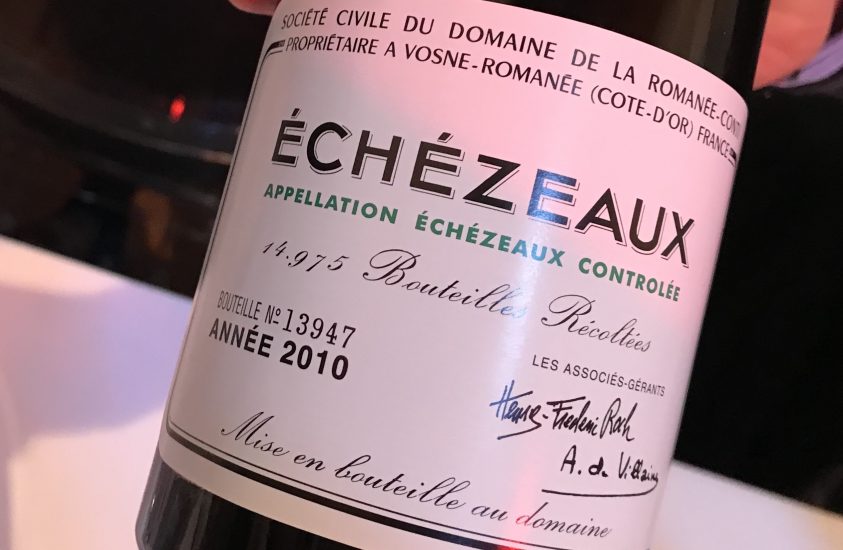 SOCIÉTÉ CIVILE DU DOMAINE DE LA ROMANÉE-CONTI
PROPRIÉTAIRE A VOSNE-ROMANÉE (COTE-D'OR) FRANCE
ÉCHÉZEAUX
APPELLATION ÉCHÉZEAUX CONTROLÉE
14.975 Bouteilles Récoltées
BOUTEILLE Nº 13947
ANNÉE 2010
LES ASSOCIÉS-GÉRANTS
Henry-Frédéric Roch
A. de Villaine
Mise en bouteille au domaine